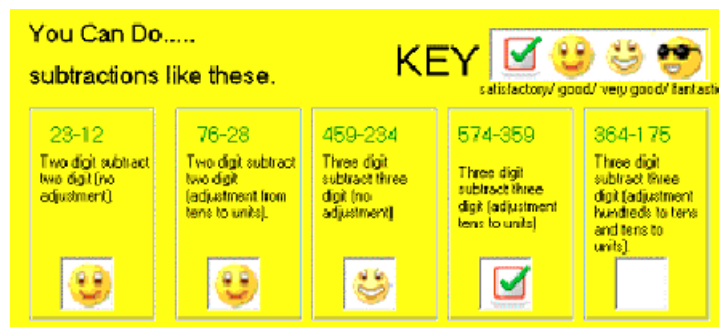 You Can Do.....
subtractions like these.
KEY
satisfactory/ good/ very good/ fantastic
23-12
Two digit subtract
two digit (no
adjustment).
76-28
Two digit subtract
two digit
(adjustment from
tens to units).
459-234
Three digit
subtract three
digit (no
adjustment)
574-359
Three digit
subtract three
digit (adjustment
tens to units)
364-175
Three digit
subtract three
digit (adjustment
hundreds to tens
and tens to
units).